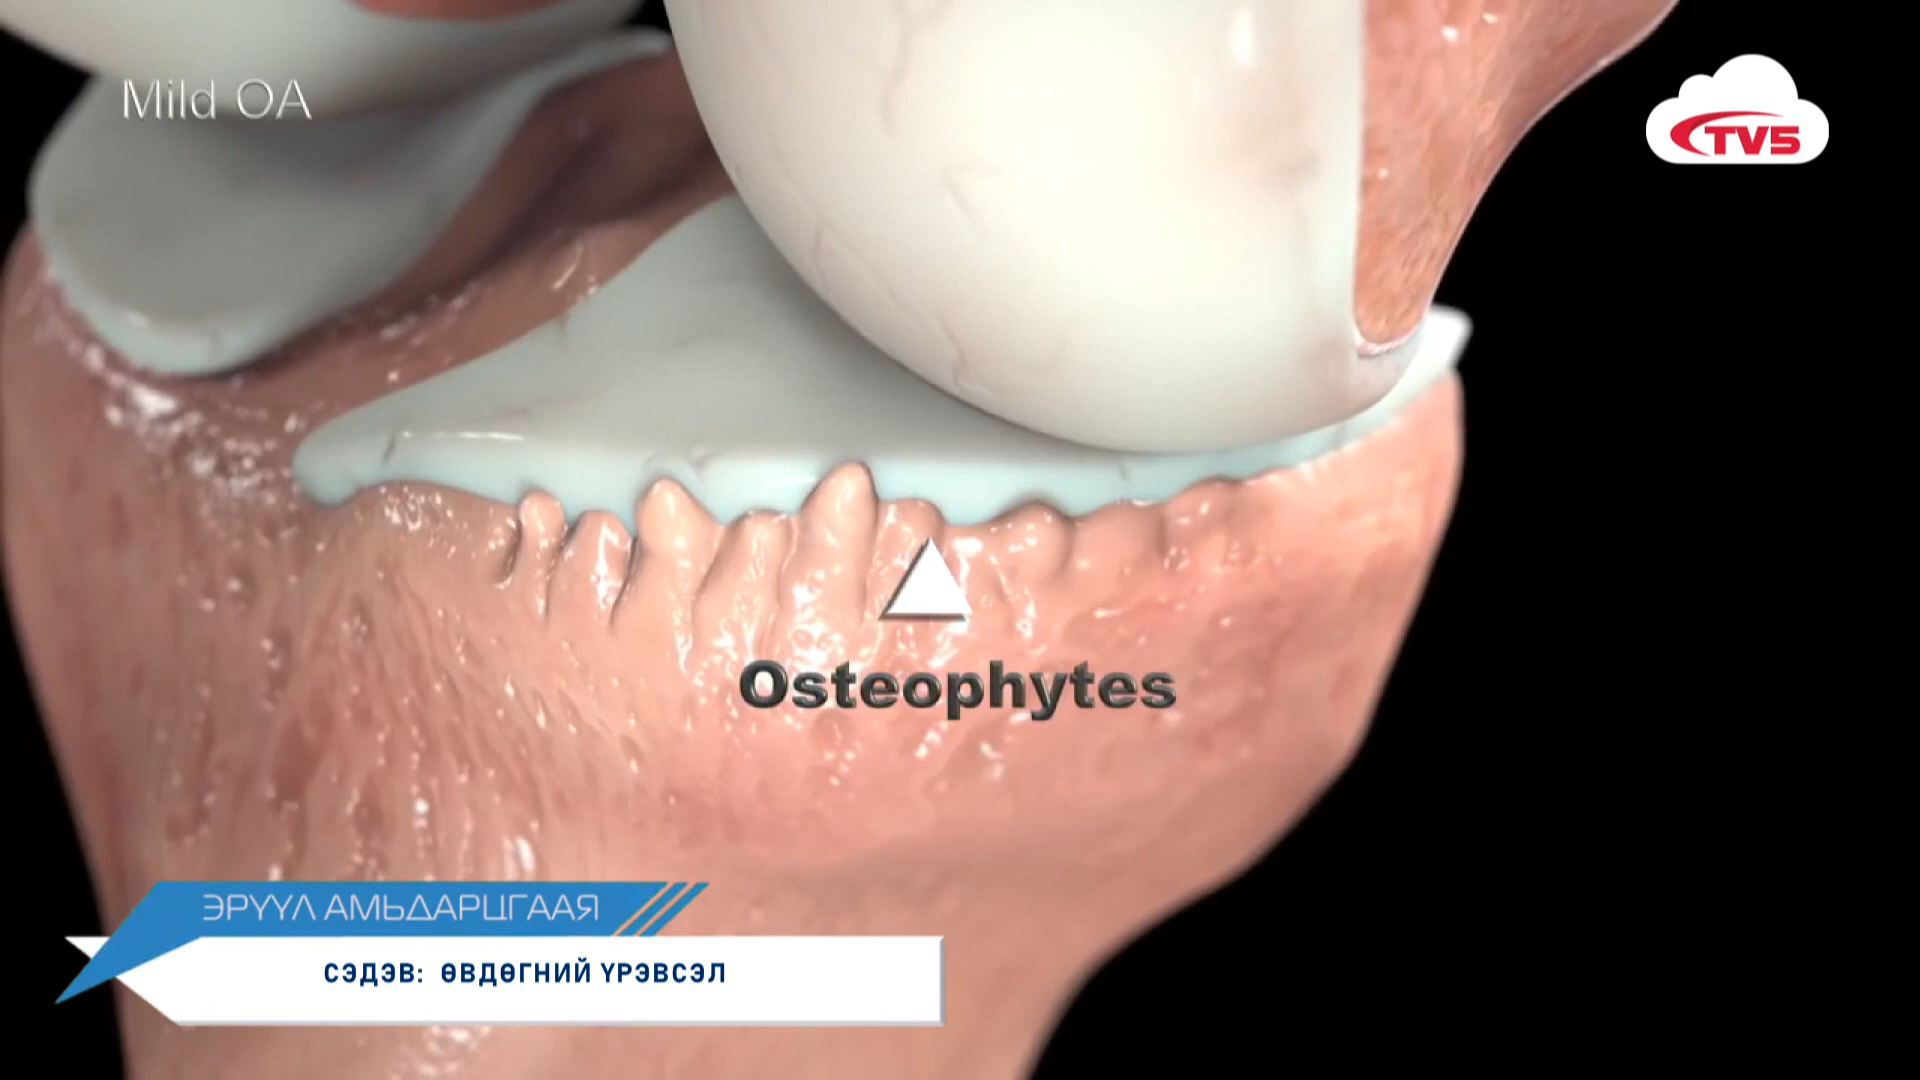 Mild OA
TV5
Osteophytes
ЭРҮҮЛ АМЬДАРЦГААЯ
СЭДЭВ: ӨВДӨГНИЙ ҮРЭВСЭЛ